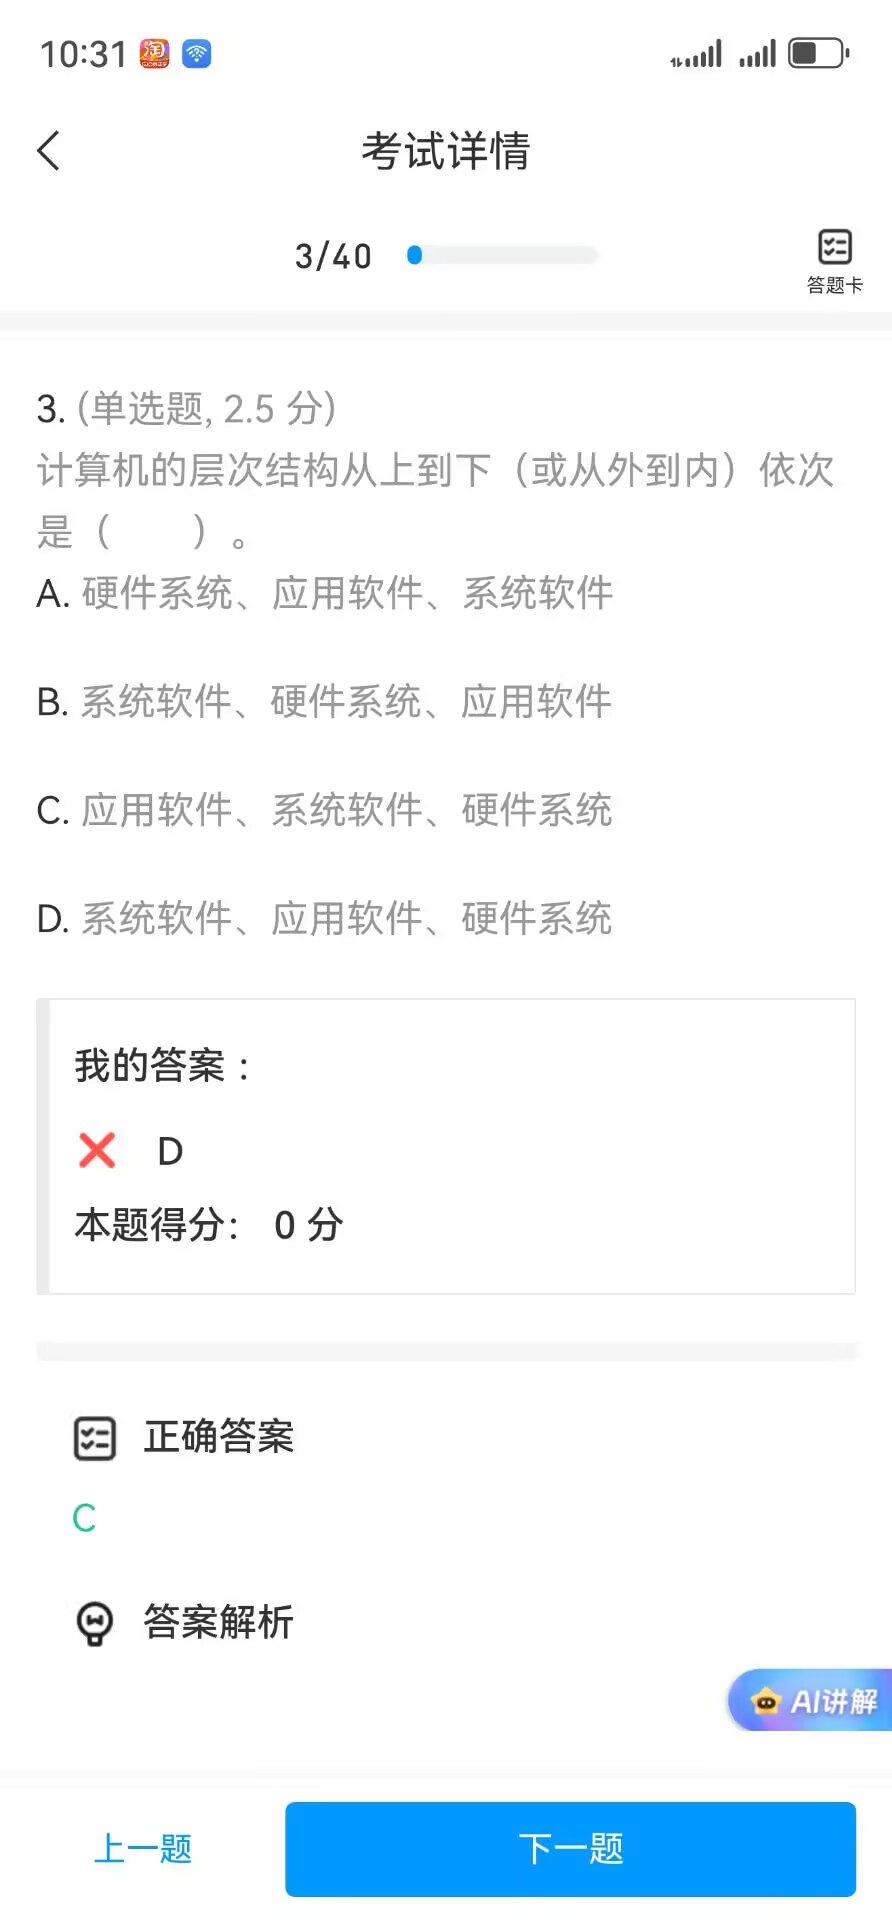 10:31
考试详情
3/40
答题卡
3. (单选题, 2.5 分)
计算机的层次结构从上到下（或从外到内）依次
是（ ）。
A. 硬件系统、应用软件、系统软件
B. 系统软件、硬件系统、应用软件
C. 应用软件、系统软件、硬件系统
D. 系统软件、应用软件、硬件系统
我的答案：
D
本题得分： 0 分
正确答案
C
答案解析
AI讲解
上一题
下一题